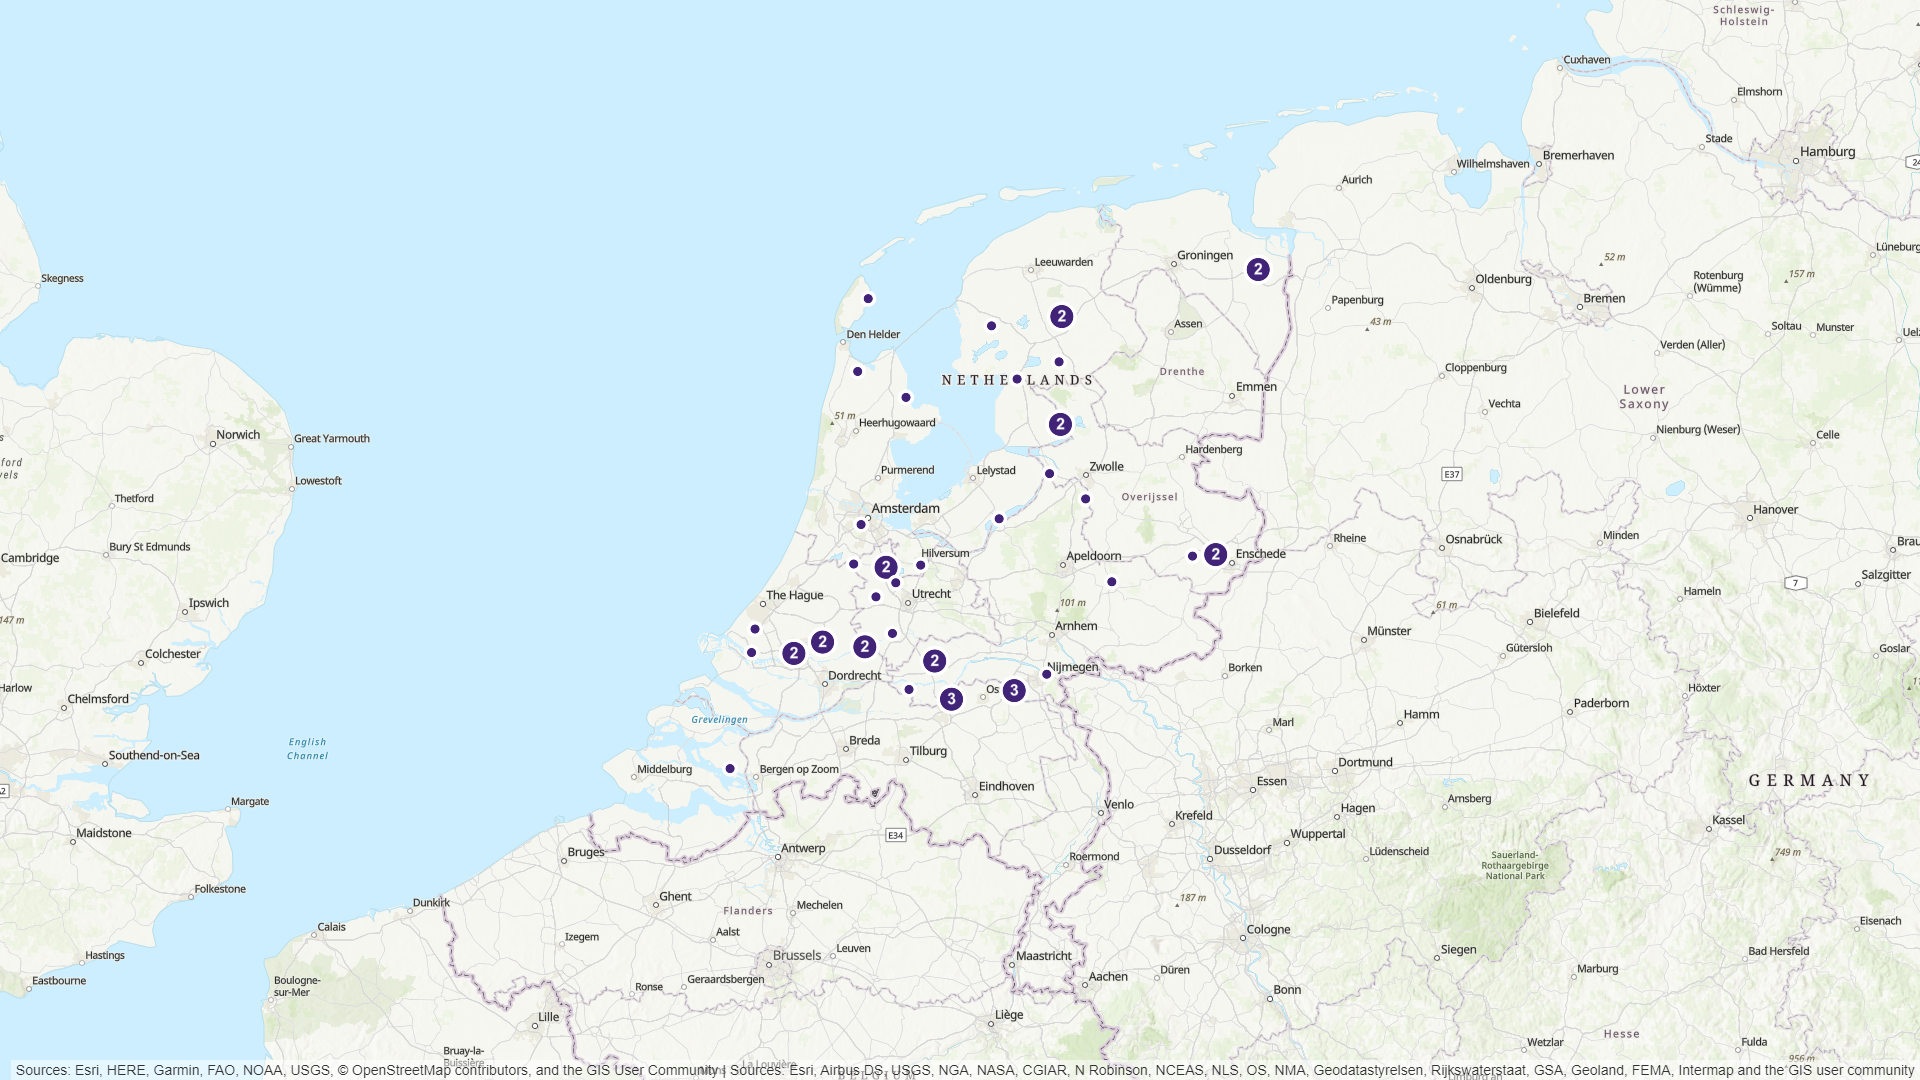 Schleswig-
Holstein
Cuxhaven
Elmshorn
Stade
Hamburg
Bremerhaven
Wilhelmshaven
24
Aurich
Lüneburg
Groningen
Leeuwarden
2
52 m
157 m
Skegness
Oldenburg
Rotenburg
(Wümme)
Papenburg
Bremen
2
43 m
Assen
Soltau
Munster
Den Helder
Verden (Aller)
Cloppenburg
Drenthe
NETHE LANDS
Emmen
Lower
Saxony
Vechta
51 m
Heerhugowaard
2
Norwich
Great Yarmouth
Nienburg (Weser)
Celle
Hardenberg
Purmerend
Lelystad
Zwolle
E37
Lowestoft
Thetford
Overijssel
Amsterdam
Hanover
Bury St Edmunds
Cambridge
Rheine
Osnabrück
Minden
Hilversum
Apeldoorn
2
Enschede
2
Salzgitter
The Hague
Utrecht
Ipswich
101 m
61 m
Hameln
7
147 m
Bielefeld
Arnhem
Münster
2
2
2
Gütersloh
Goslar
Colchester
2
Nijmegen
Borken
Harlow
Dordrecht
Os
3
3
Höxter
Chelmsford
Paderborn
Hamm
Grevelingen
Marl
English
Channel
Breda
Tilburg
Southend-on-Sea
Middelburg
Bergen op Zoom
Dortmund
Essen
GERMANY
Eindhoven
Margate
Venlo
Arnsberg
Hagen
Krefeld
Kassel
Maidstone
E34
Wuppertal
Antwerp
Bruges
Roermond
Dusseldorf
Lüdenscheid
Sauerland-
Rothaargebirge
National Park
749 m
Folkestone
Ghent
187 m
Dunkirk
Flanders
Mechelen
Calais
Aalst
Izegem
Cologne
Eisenach
Hastings
Brussels
Leuven
Maastricht
Siegen
Bad Hersfeld
Eastbourne
Boulogne-
sur-Mer
Geraardsbergen
Aachen
Düren
Marburg
Ronse
Bonn
Lille
Liège
Hesse
Bruay-la-
Buissière
La Louvière
Wetzlar
Fulda
956 m
BELGIUM
Sources: Esri, HERE, Garmin, FAO, NOAA, USGS, © OpenStreetMap contributors, and the GIS User Community | Sources: Esri, Airbus DS, USGS, NGA, NASA, CGIAR, N Robinson, NCEAS, NLS, OS, NMA, Geodatastyrelsen, Rijkswaterstaat, GSA, Geoland, FEMA, Intermap and the GIS user community